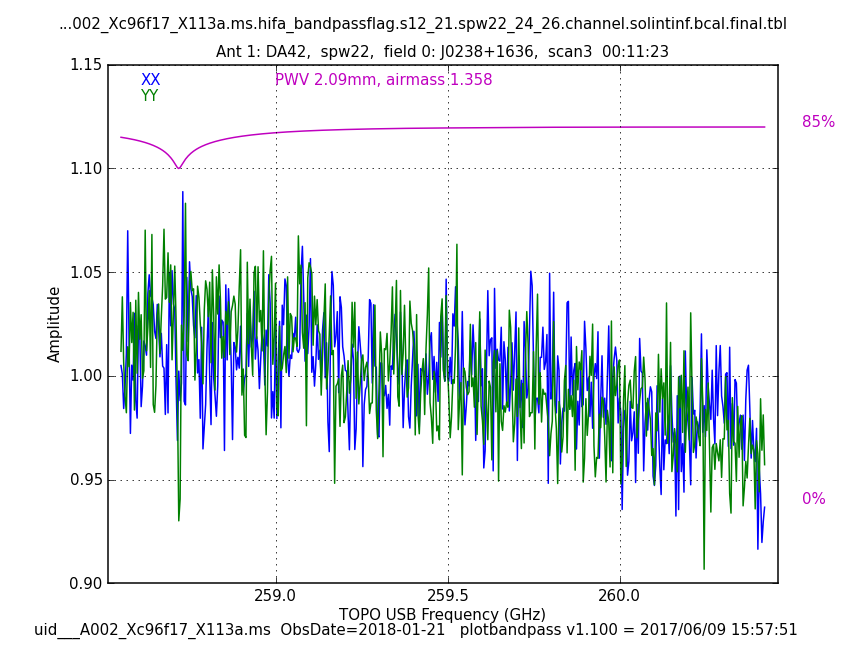 ...002_Xc96f17_X113a.ms.hifa_bandpassflag.s12_21.spw22_24_26.channel.solintinf.bcal.final.tbl
Ant 1: DA42,  spw22,  field 0: J0238+1636,  scan3  00:11:23
1.15
XX
PWV 2.09mm, airmass 1.358
YY
85%
1.10
1.05
Amplitude
1.00
0.95
0%
0.90
259.0
259.5
260.0
TOPO USB Frequency (GHz)
uid___A002_Xc96f17_X113a.ms  ObsDate=2018-01-21   plotbandpass v1.100 = 2017/06/09 15:57:51